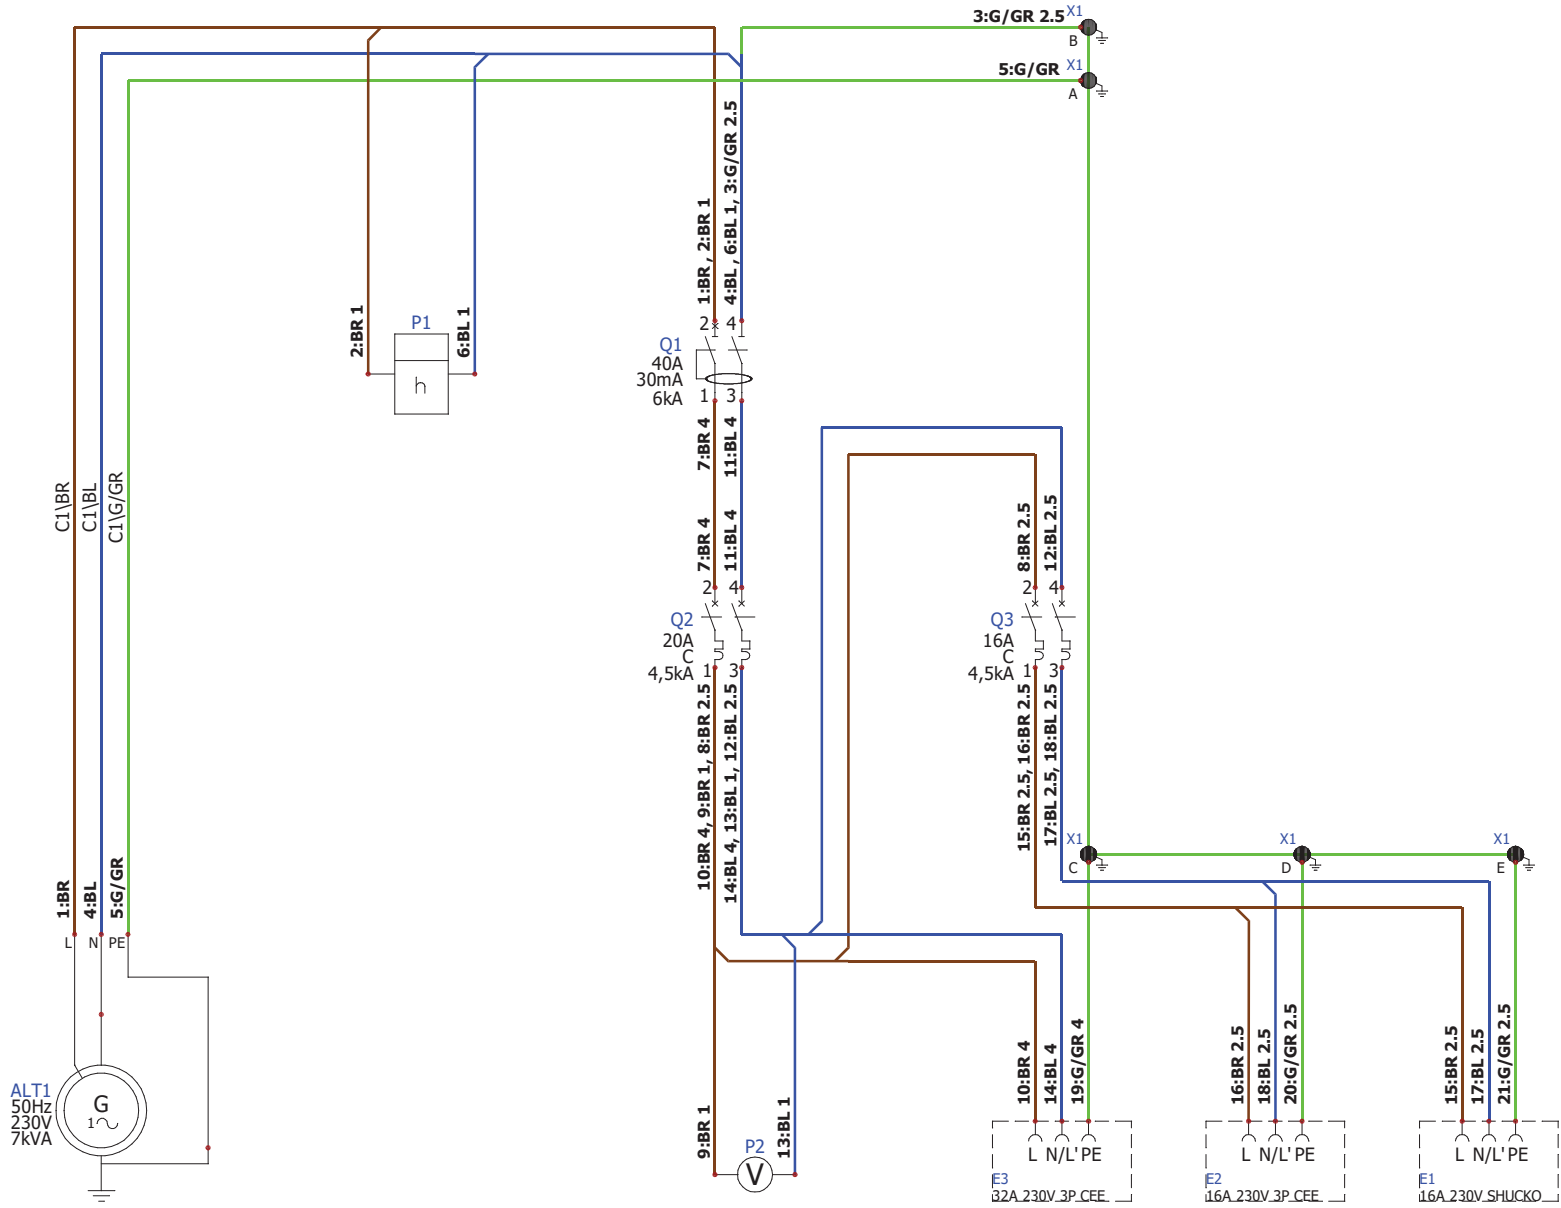 3:G/GR 2.5
X1
B
5:G/GR
X1
A
1:BR , 2:BR 1
4:BL , 6:BL 1, 3:G/GR 2.5
2:BR 1
P1
h
6:BL 1
2 4
Q1
40A
30mA
6kA
1 3
7:BR 4
11:BL 4
C1\BR
C1\BL
C1\G/GR
7:BR 4
11:BL 4
8:BR 2.5
12:BL 2.5
2 4
Q2
20A
C
4,5kA
1 3
2 4
Q3
16A
C
4,5kA
1 3
10:BR 4, 9:BR 1, 8:BR 2.5
14:BL 4, 13:BL 1, 12:BL 2.5
15:BR 2.5, 16:BR 2.5
17:BL 2.5, 18:BL 2.5
X1
C
X1
D
X1
E
1:BR
4:BL
5:G/GR
L N PE
ALT1
50Hz
230V
7kVA
G
1
9:BR 1
P2
V
13:BL 1
10:BR 4
14:BL 4
19:G/GR 4
L N/L' PE
E3
32A 230V 3P CEE
16:BR 2.5
18:BL 2.5
20:G/GR 2.5
L N/L' PE
E2
16A 230V 3P CEE
15:BR 2.5
17:BL 2.5
21:G/GR 2.5
L N/L' PE
E1
16A 230V SHUCKO